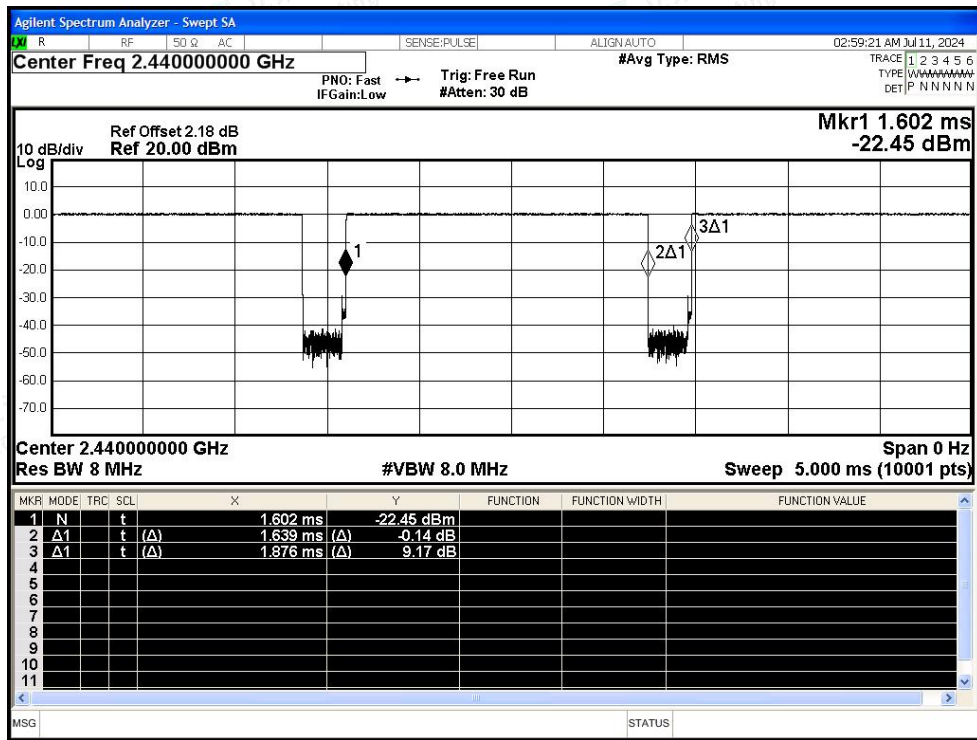 Agilent Spectrum Analyzer - Swept SA
LXI R RF 50 Ω AC SENSE:PULSE ALIGN AUTO 02:59:21 AM Jul 11, 2024
Center Freq 2.440000000 GHz
PNO: Fast
IFGain:Low
Trig: Free Run
#Atten: 30 dB
#Avg Type: RMS
TRACE 1 2 3 4 5 6
TYPE
DET P N N N N N
Mkr1 1.602 ms
-22.45 dBm
Ref Offset 2.18 dB
10 dB/div Ref 20.00 dBm
Log
10.0
0.00
-10.0
-20.0
-30.0
-40.0
-50.0
-60.0
-70.0
1
2Δ1
3Δ1
Center 2.440000000 GHz Span 0 Hz
Res BW 8 MHz #VBW 8.0 MHz Sweep 5.000 ms (10001 pts)
MKR MODE TRC SCL X Y FUNCTION FUNCTION WIDTH FUNCTION VALUE
1 N t 1.602 ms -22.45 dBm
2 Δ1 t (Δ) 1.639 ms (Δ) -0.14 dB
3 Δ1 t (Δ) 1.876 ms (Δ) 9.17 dB
4
5
6
7
8
9
10
11
MSG STATUS